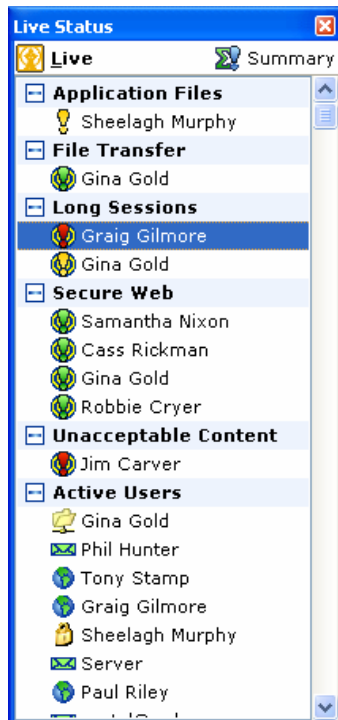 Live Status
Live Summary
Application Files
Sheelagh Murphy
File Transfer
Gina Gold
Long Sessions
Graig Gilmore
Gina Gold
Secure Web
Samantha Nixon
Cass Rickman
Gina Gold
Robbie Cryer
Unacceptable Content
Jim Carver
Active Users
Gina Gold
Phil Hunter
Tony Stamp
Graig Gilmore
Sheelagh Murphy
Server
Paul Riley